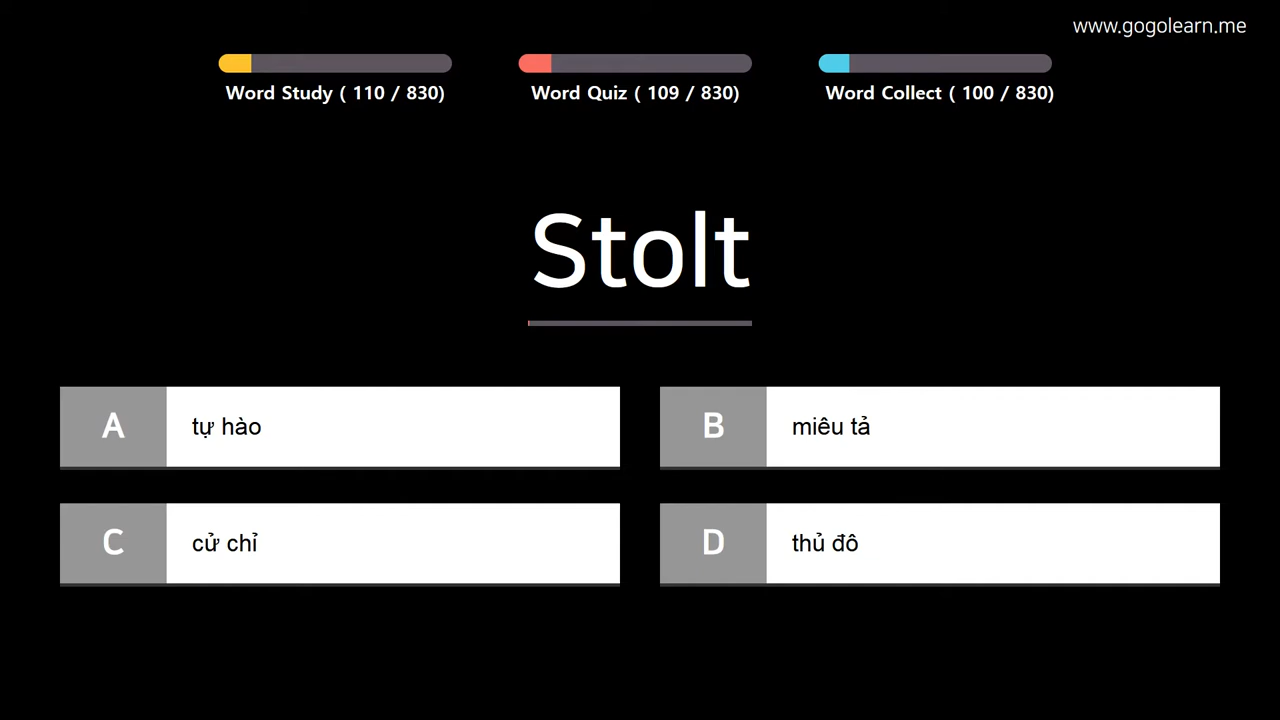 www.gogolearn.me
Word Study ( 110 / 830)
Word Quiz ( 109 / 830)
Word Collect ( 100 / 830)
Stolt
A tự hào
B miêu tả
C cử chỉ
D thủ đô